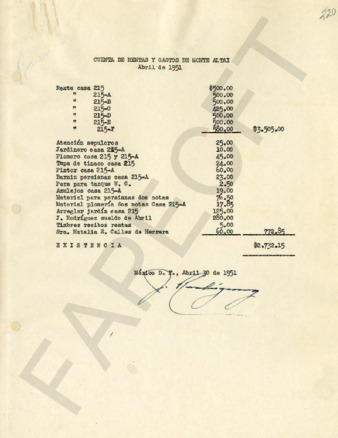 220
CUENTA DE RENTAS Y GASTOS DE MONTE ALTAI
Abril de 1951
Renta casa 215 $500.00
" 215-A 500.00
" 215-B 500.00
" 215-C 425.00
" 215-D 500.00
" 215-E 500.00
" 215-F 580.00 $3.505.00
Atención sepulcros 25.00
Jardinero casa 215-A 10.00
Plomero casa 215 y 215-A 45.00
Tapa de tinaco casa 215-A 24.00
Pintor casa 215-A 60.00
Barniz persianas casa 215-A 23.00
Pera para tanque W. C. 2.50
Azulejos casa 215-A 19.00
Material para persianas dos notas 76.50
Material plomería dos notas Casa 215-A 17.85
Arreglar jardín casa 215 125.00
J. Rodríguez sueldo de Abril 280.00
Timbres recibos rentas 5.00
Sra. Natalia E. Calles de Herrera 60.00 772.85
EXISTENCIA $2.732.15
México D. F., Abril 30 de 1951
J. Rodríguez
FAPECFT